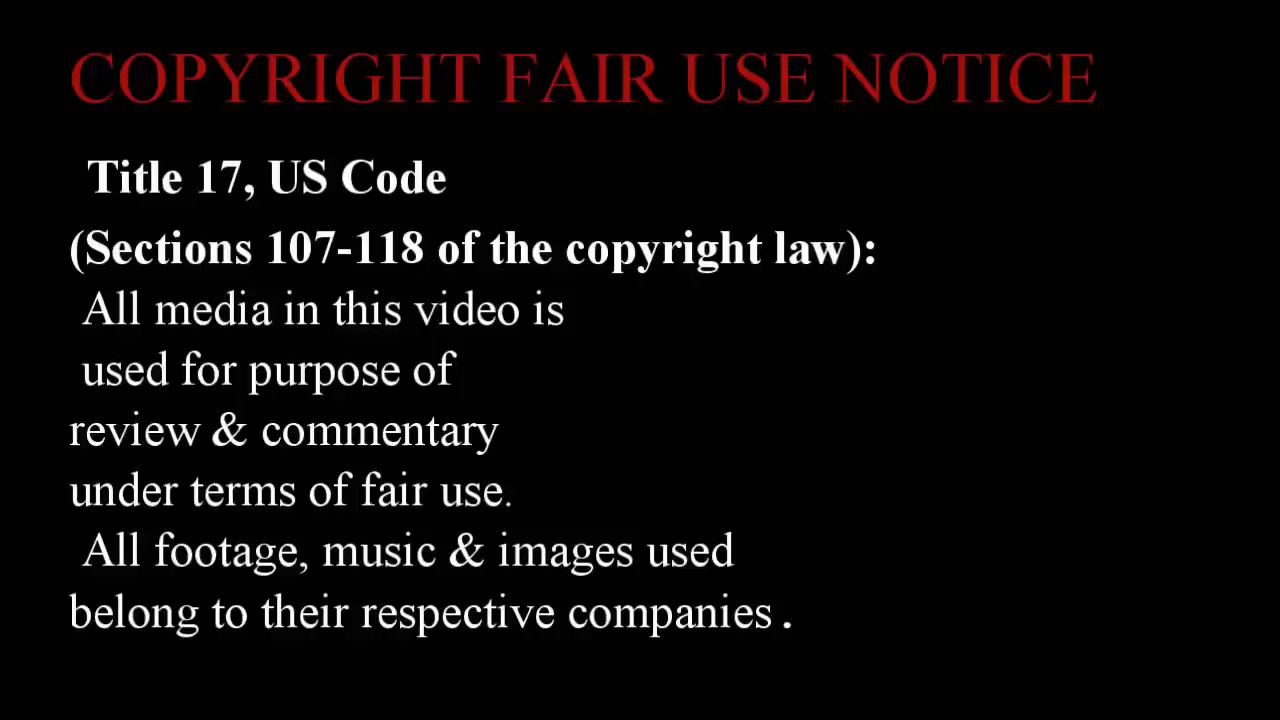 COPYRIGHT FAIR USE NOTICE
Title 17, US Code
(Sections 107-118 of the copyright law):
All media in this video is
used for purpose of
review & commentary
under terms of fair use.
All footage, music & images used
belong to their respective companies .